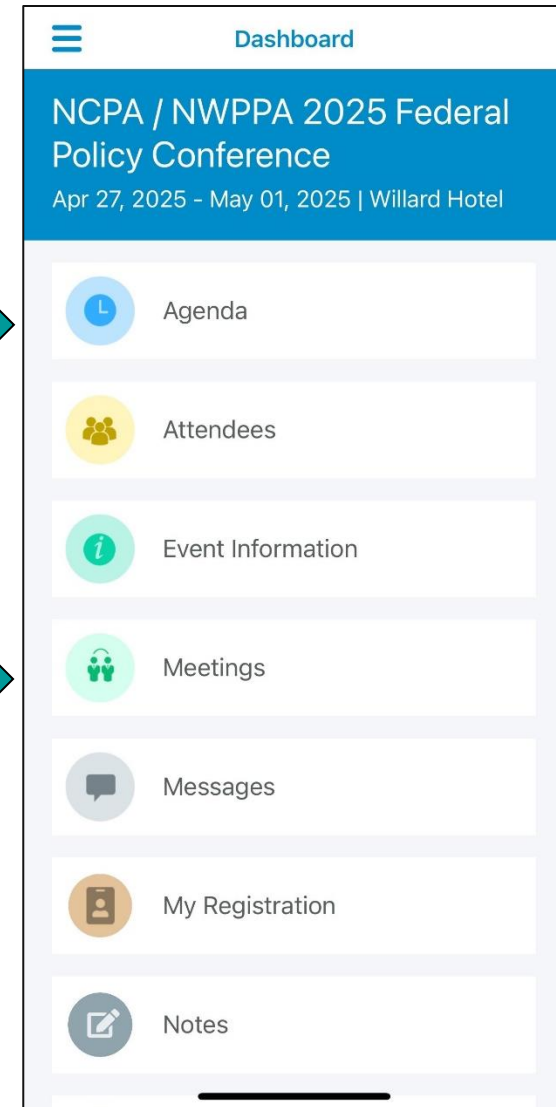 Dashboard
NCPA / NWPPA 2025 Federal
Policy Conference
Apr 27, 2025 - May 01, 2025 | Willard Hotel
Agenda
Attendees
Event Information
Meetings
Messages
My Registration
Notes